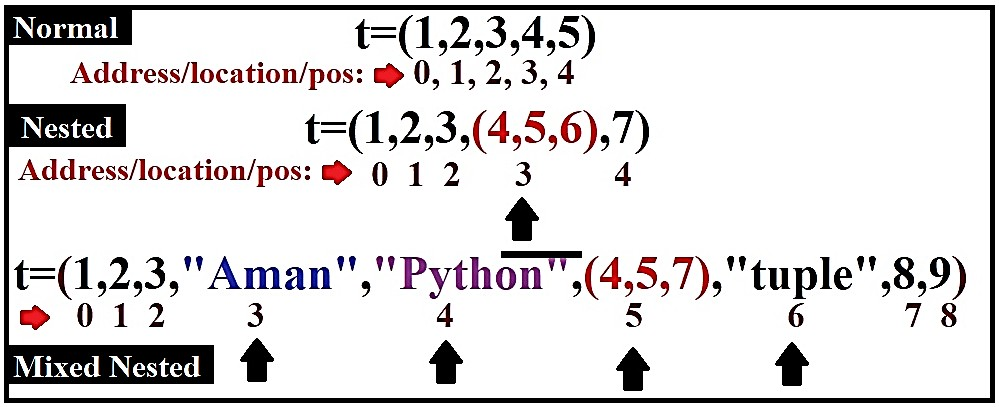 Normal
t=(1,2,3,4,5)
Address/location/pos: 0, 1, 2, 3, 4
Nested
t=(1,2,3,(4,5,6),7)
Address/location/pos: 0 1 2 3 4
t=(1,2,3,"Aman","Python",(4,5,7),"tuple",8,9)
0 1 2 3 4 5 6 7 8
Mixed Nested